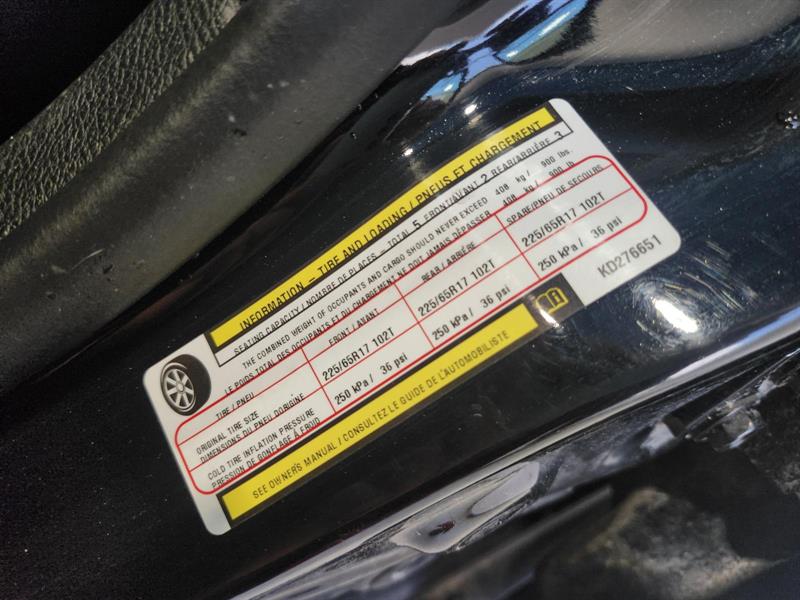 INFORMATION – TIRE AND LOADING / PNEUS ET CHARGEMENT
SEATING CAPACITY / NOMBRE DE PLACES TOTAL 5 FRONT/AVANT 2 REAR/ARRIÈRE 3
THE COMBINED WEIGHT OF OCCUPANTS AND CARGO SHOULD NEVER EXCEED 408 kg / 900 lbs.
LE POIDS TOTAL DES OCCUPANTS ET DU CHARGEMENT NE DOIT JAMAIS DÉPASSER 408 kg / 900 lb
TIRE / PNEU FRONT / AVANT REAR / ARRIÈRE SPARE/PNEU DE SECOURS
ORIGINAL TIRE SIZE
DIMENSIONS DU PNEU DORIGINE 225/65R17 102T 225/65R17 102T 225/65R17 102T
COLD TIRE INFLATION PRESSURE
PRESSION DE GONFLAGE À FROID 250 kPa / 36 psi 250 kPa / 36 psi 250 kPa / 36 psi
SEE OWNER'S MANUAL / CONSULTEZ LE GUIDE DE L'AUTOMOBILISTE
KD276651